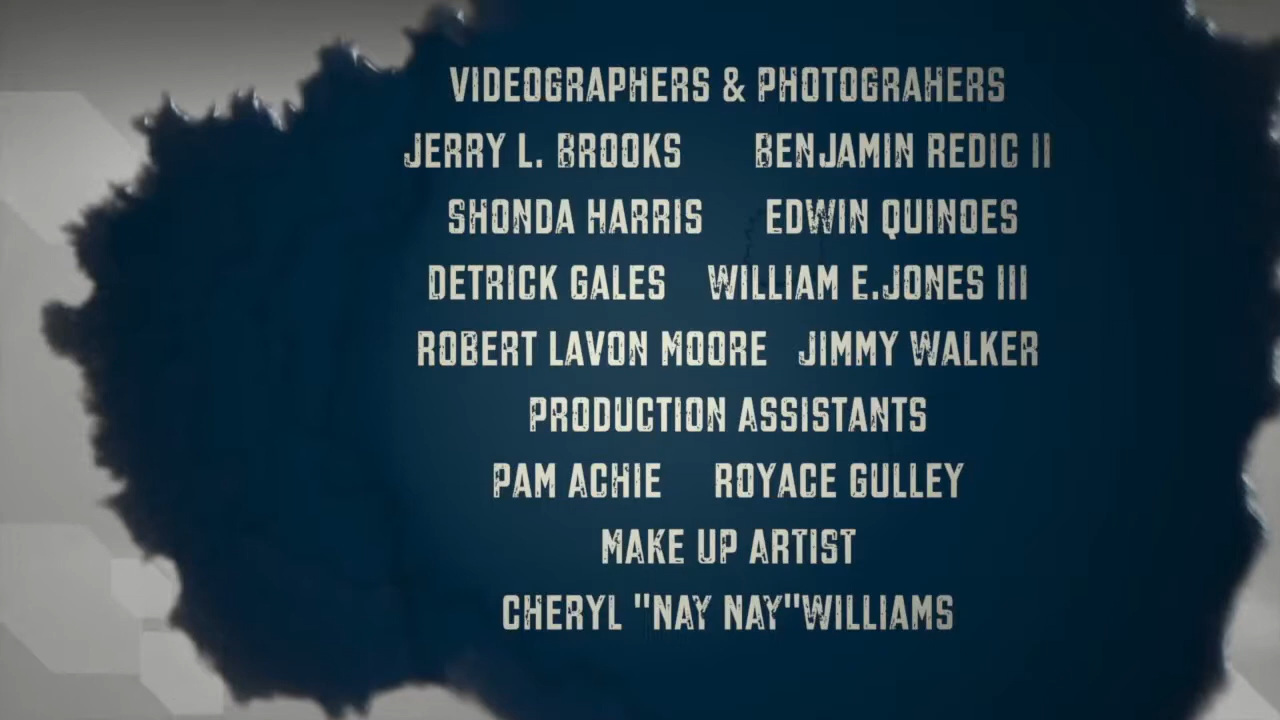 VIDEOGRAPHERS & PHOTOGRAHERS
JERRY L. BROOKS BENJAMIN REDIC II
SHONDA HARRIS EDWIN QUINOES
DETRICK GALES WILLIAM E.JONES III
ROBERT LAVON MOORE JIMMY WALKER
PRODUCTION ASSISTANTS
PAM ACHIE ROYACE GULLEY
MAKE UP ARTIST
CHERYL "NAY NAY"WILLIAMS